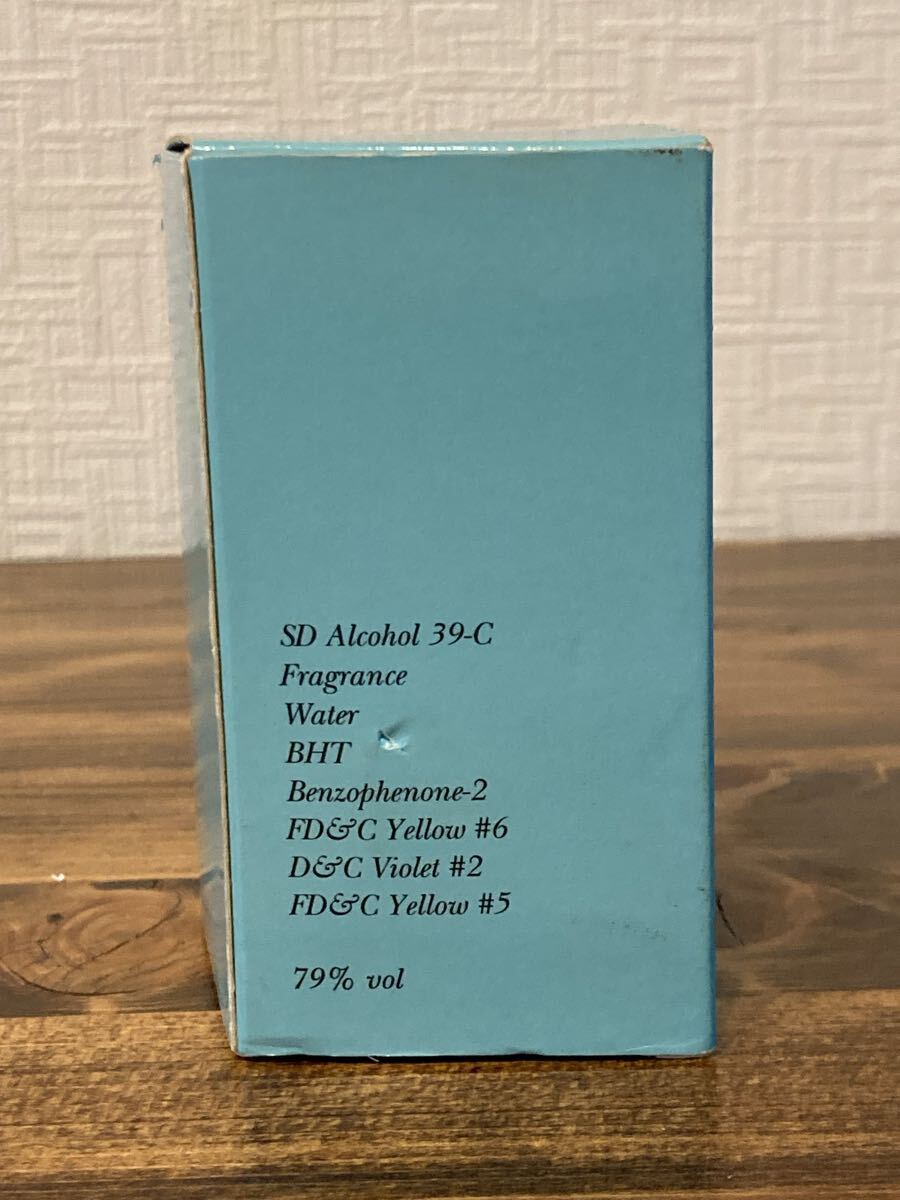 SD Alcohol 39-C
Fragrance
Water
BHT
Benzophenone-2
FD&C Yellow #6
D&C Violet #2
FD&C Yellow #5
79% vol